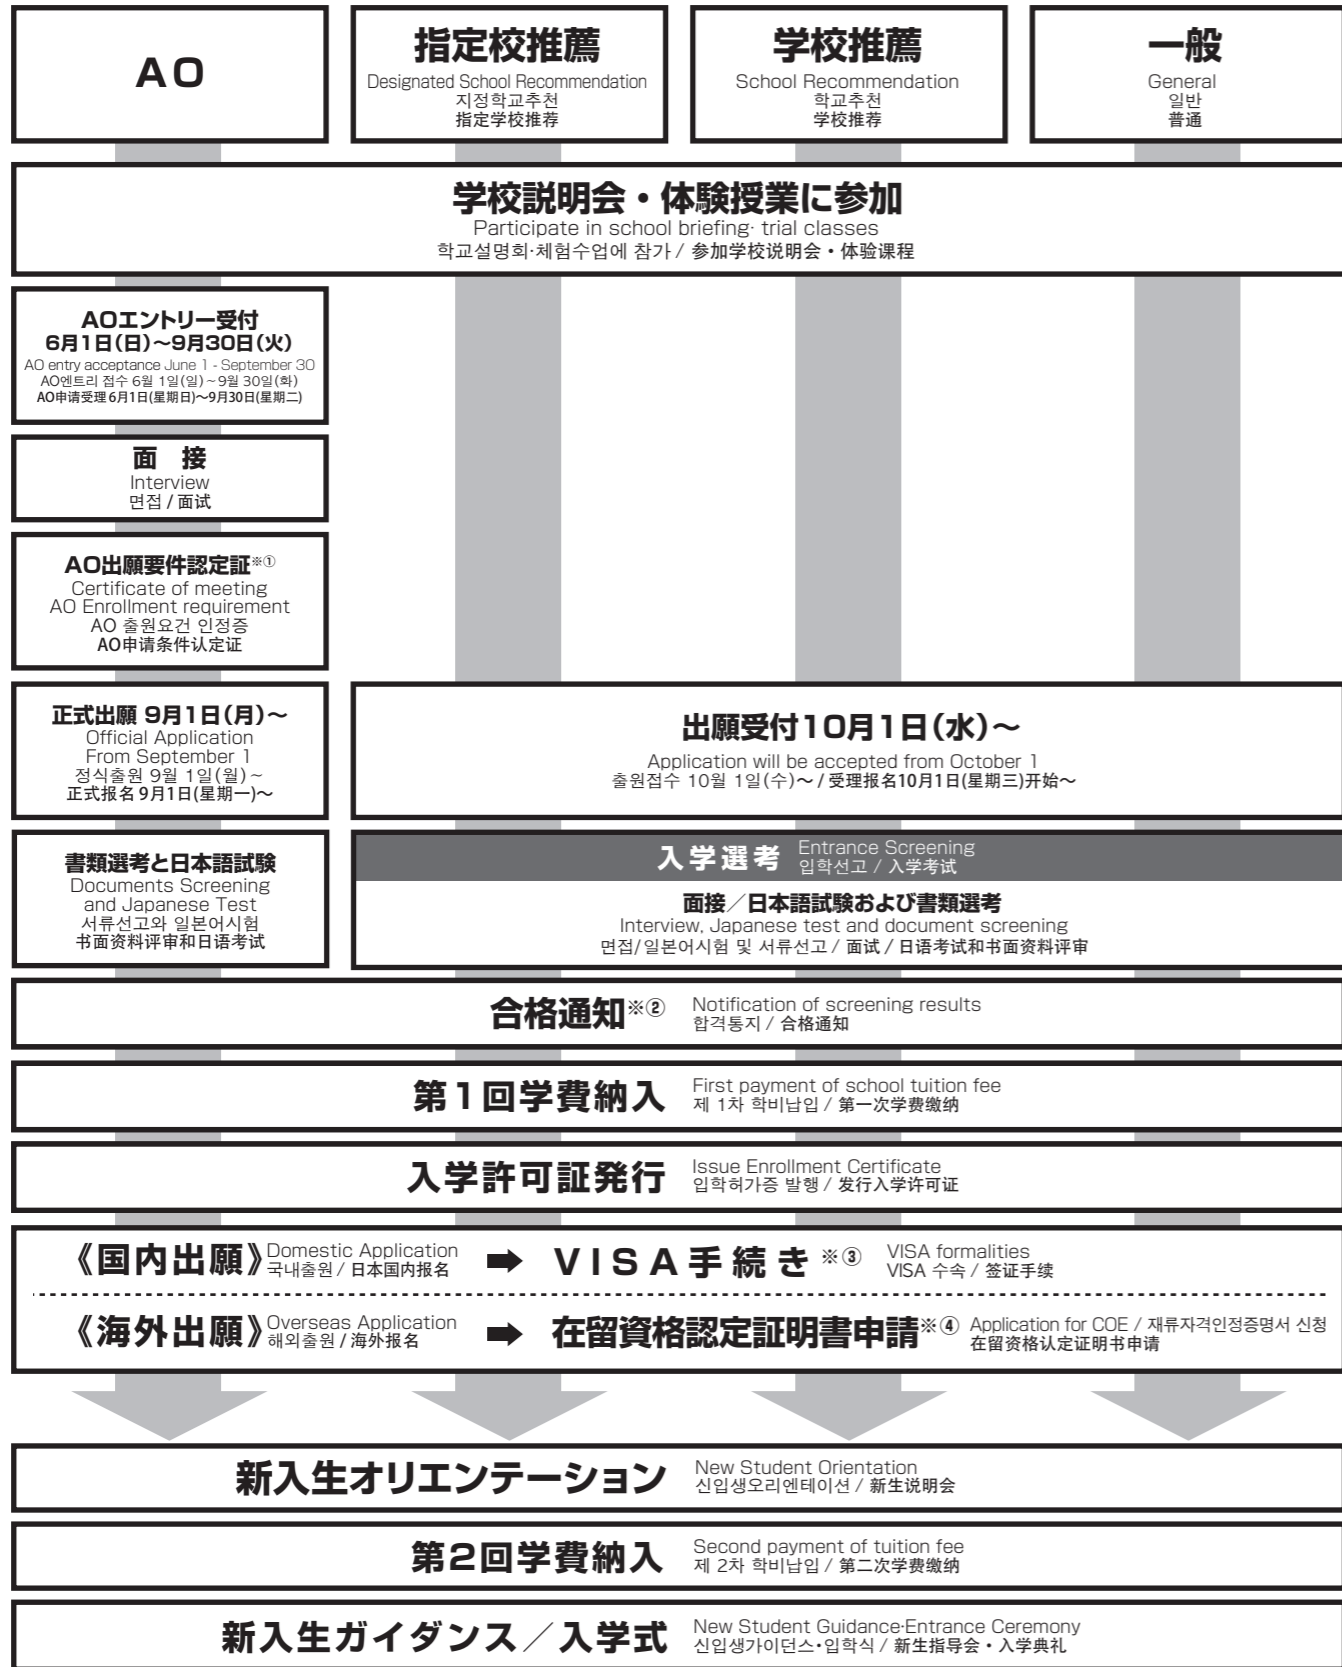 AO
指定校推薦
Designated School Recommendation
지정학교추천
指定学校推荐
学校推薦
School Recommendation
학교추천
学校推荐
一般
General
일반
普通
学校説明会・体験授業に参加
Participate in school briefing· trial classes
학교설명회·체험수업에 참가 / 参加学校说明会・体验课程
AOエントリー受付
6月1日(日)～9月30日(火)
AO entry acceptance June 1 - September 30
AO엔트리 접수 6월 1일(일) ~ 9월 30일(화)
AO申请受理 6月1日(星期日)～9月30日(星期二)
面 接
Interview
면접 / 面试
AO出願要件認定証※①
Certificate of meeting
AO Enrollment requirement
AO 출원요건 인정증
AO申请条件认定证
正式出願 9月1日(月)～
Official Application
From September 1
정식출원 9월 1일(월) ~
正式报名 9月1日(星期一)～
出願受付10月1日(水)～
Application will be accepted from October 1
출원접수 10월 1일(수)～ / 受理报名10月1日(星期三)开始～
書類選考と日本語試験
Documents Screening
and Japanese Test
서류선고와 일본어시험
书面资料评审和日语考试
入学選考 Entrance Screening
입학선고 / 入学考试
面接／日本語試験および書類選考
Interview, Japanese test and document screening
면접/일본어시험 및 서류선고 / 面试 / 日语考试和书面资料评审
合格通知※② Notification of screening results
합격통지 / 合格通知
第1回学費納入 First payment of school tuition fee
제 1차 학비납입 / 第一次学费缴纳
入学許可証発行 Issue Enrollment Certificate
입학허가증 발행 / 发行入学许可证
《国内出願》 Domestic Application ➡ VISA手続き※③ VISA formalities
국내출원 / 日本国内报名 VISA 수속 / 签证手续
《海外出願》 Overseas Application ➡ 在留資格認定証明書申請※④ Application for COE / 재류자격인정증명서 신청
해외출원 / 海外报名 在留资格认定证明书申请
新入生オリエンテーション New Student Orientation
신입생오리엔테이션 / 新生说明会
第2回学費納入 Second payment of tuition fee
제 2차 학비납입 / 第二次学费缴纳
新入生ガイダンス／入学式 New Student Guidance·Entrance Ceremony
신입생가이던스•입학식 / 新生指导会・入学典礼